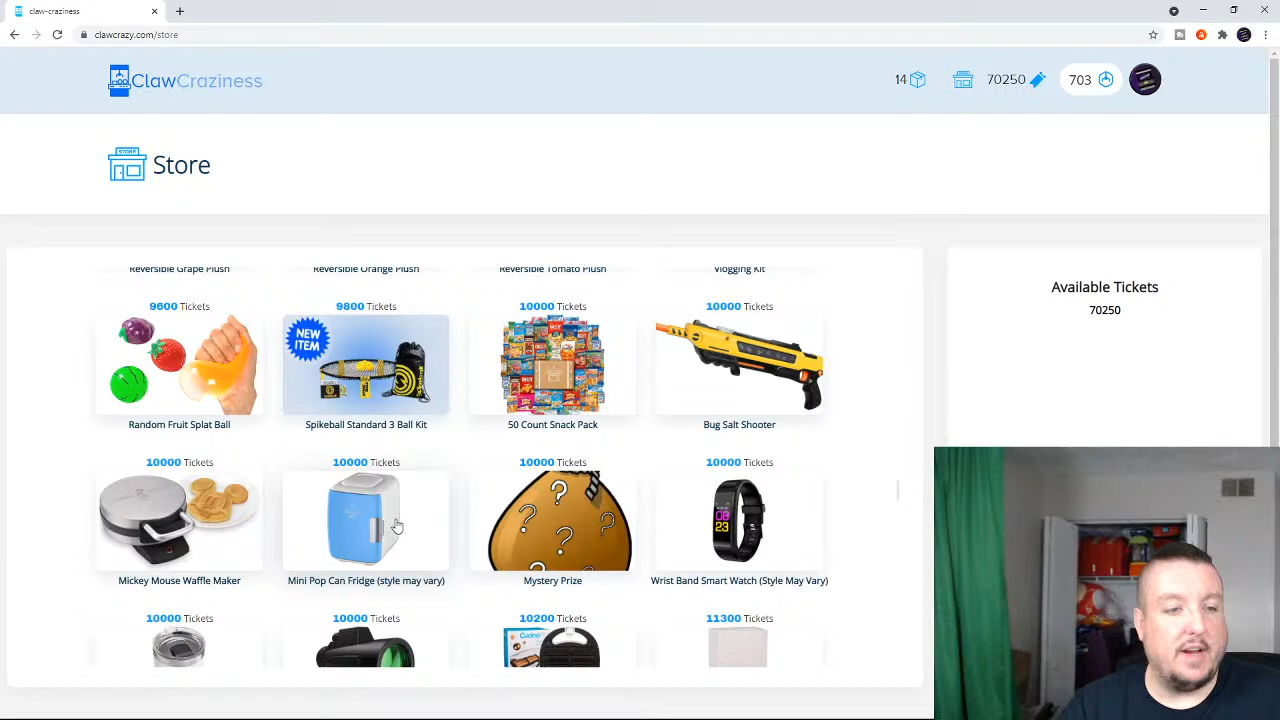 claw-craziness
clawcrazy.com/store
ClawCraziness
14
70250
703
STORE
Store
Reversible Grape Plush
Reversible Orange Plush
Reversible Tomato Plush
Vlogging Kit
9600 Tickets
9800 Tickets
10000 Tickets
10000 Tickets
NEW
ITEM
Random Fruit Splat Ball
Spikeball Standard 3 Ball Kit
50 Count Snack Pack
Bug Salt Shooter
10000 Tickets
10000 Tickets
10000 Tickets
10000 Tickets
? ? ? ? ?
08
23
Mickey Mouse Waffle Maker
Mini Pop Can Fridge (style may vary)
Mystery Prize
Wrist Band Smart Watch (Style May Vary)
10000 Tickets
10000 Tickets
10200 Tickets
11300 Tickets
Cucina
Available Tickets
70250